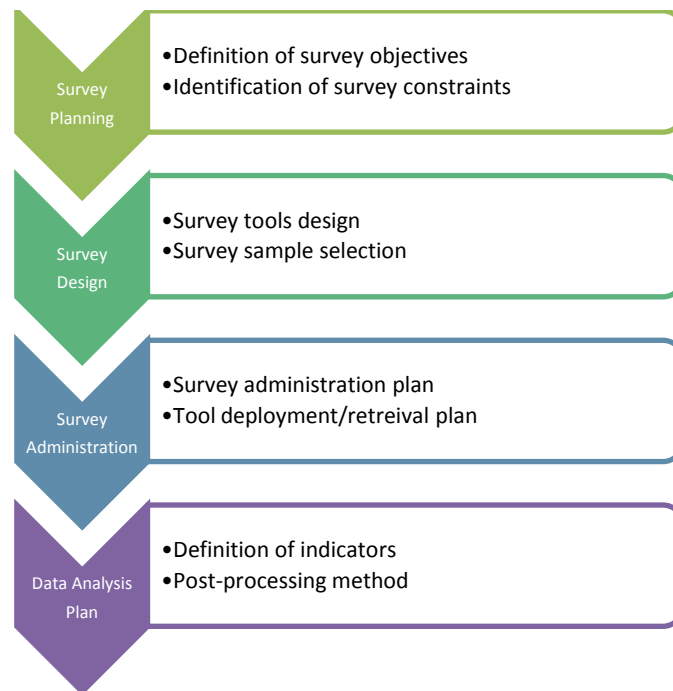 Survey
Planning
•Definition of survey objectives
•Identification of survey constraints
Survey
Design
•Survey tools design
•Survey sample selection
Survey
Administration
•Survey administration plan
•Tool deployment/retreival plan
Data Analysis
Plan
•Definition of indicators
•Post-processing method